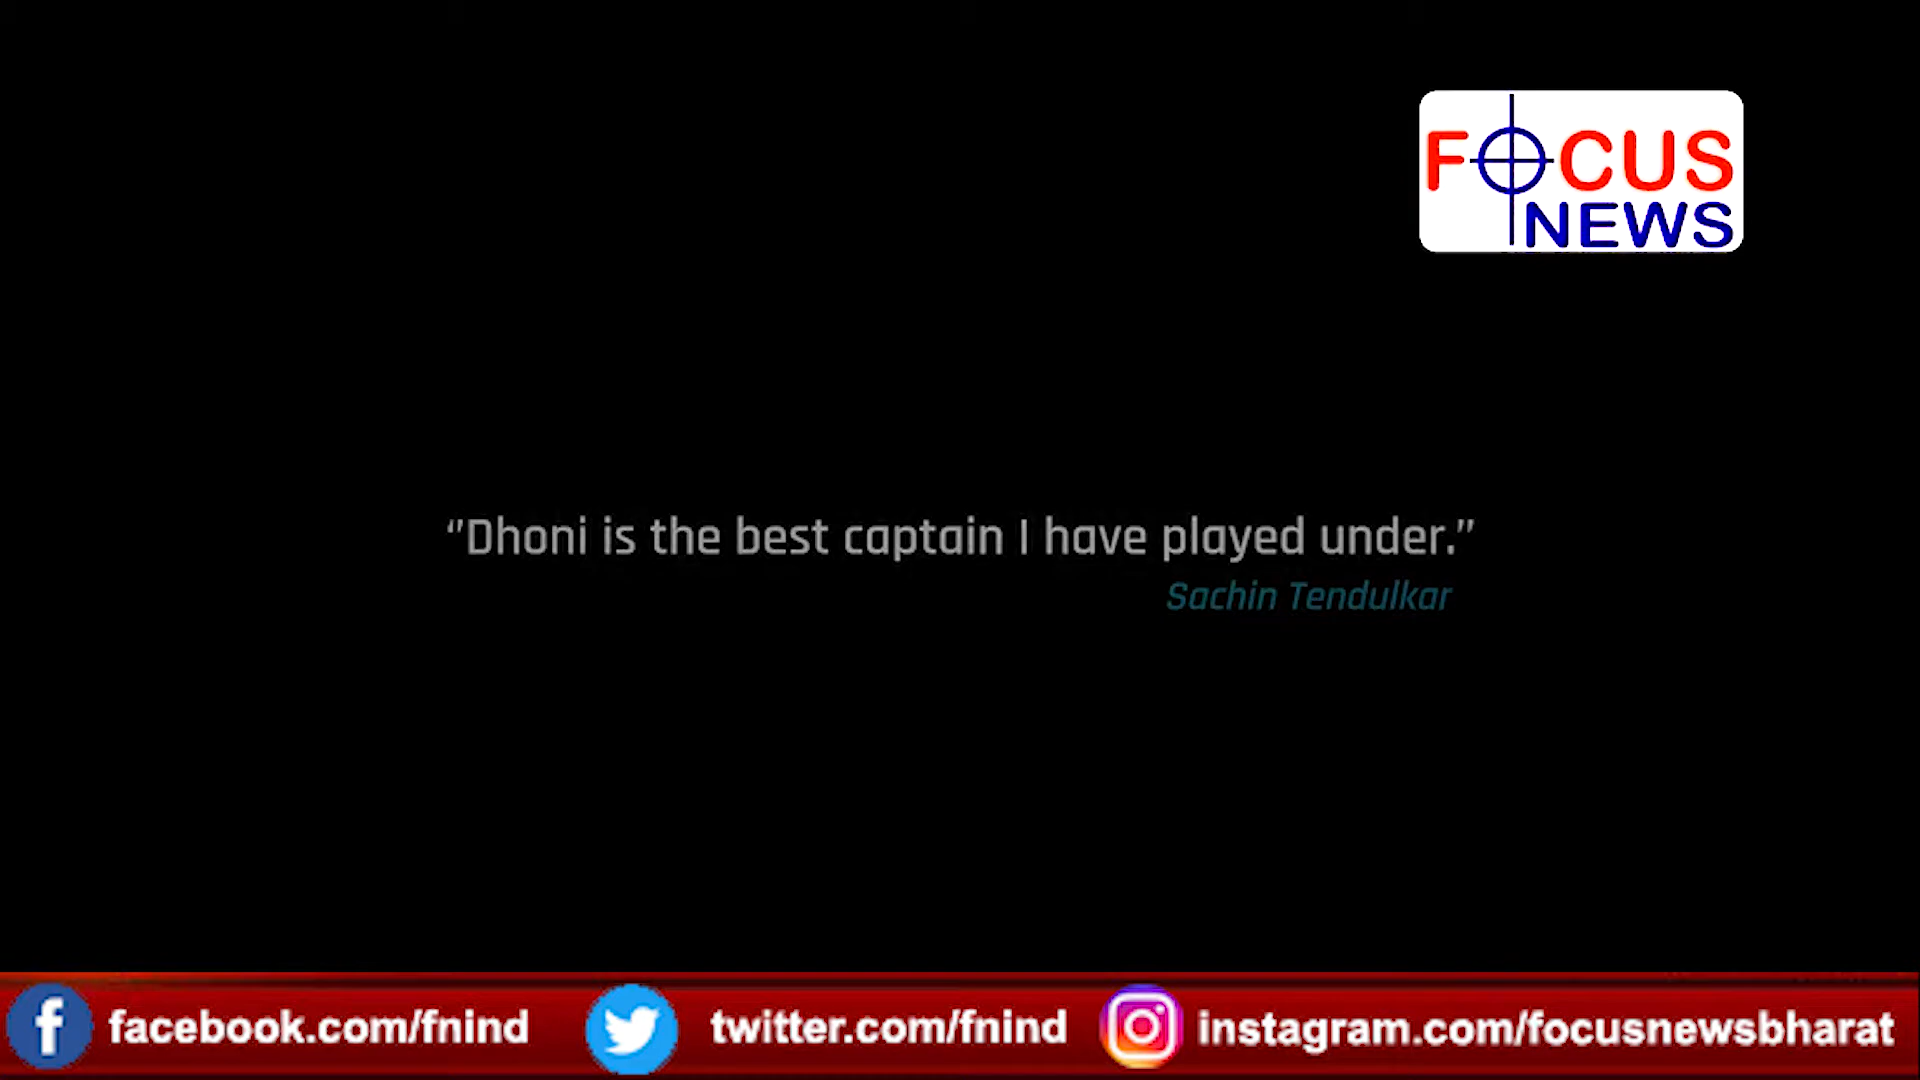 FOCUS
NEWS
“Dhoni is the best captain I have played under.”
Sachin Tendulkar
facebook.com/fnind twitter.com/fnind instagram.com/focusnewsbharat